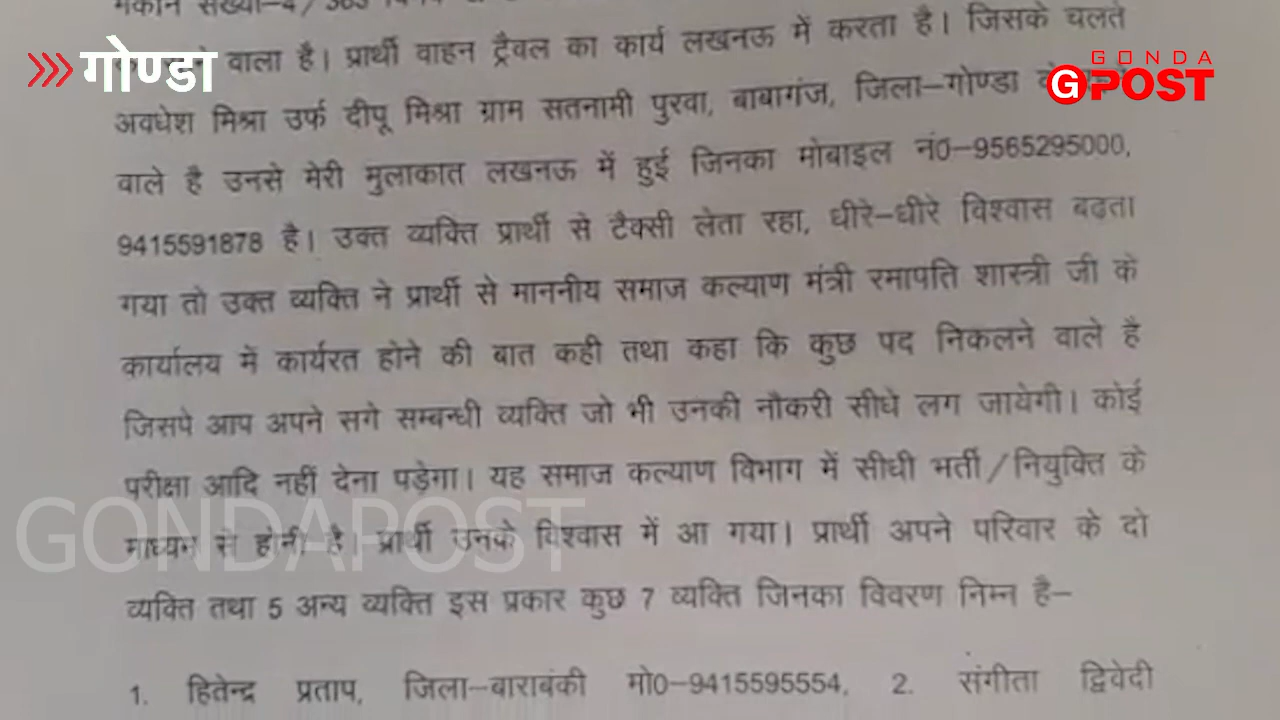 मकान संख्या-4/363
गोण्डा
GONDA
GPOST
वाला है। प्रार्थी वाहन ट्रैवल का कार्य लखनऊ में करता है। जिसके चलते
अवधेश मिश्रा उर्फ दीपू मिश्रा ग्राम सतनामी पुरवा, बाबागंज, जिला-गोण्डा
वाले है उनसे मेरी मुलाकात लखनऊ में हुई जिनका मोबाइल नं0-9565295000,
9415591878 है। उक्त व्यक्ति प्रार्थी से टैक्सी लेता रहा, धीरे-धीरे विश्वास बढ़ता
गया तो उक्त व्यक्ति ने प्रार्थी से माननीय समाज कल्याण मंत्री रमापति शास्त्री जी के
कार्यालय में कार्यरत होने की बात कही तथा कहा कि कुछ पद निकलने वाले है
जिसपे आप अपने सगे सम्बन्धी व्यक्ति जो भी उनकी नौकरी सीधे लग जायेगी। कोई
परीक्षा आदि नहीं देना पड़ेगा। यह समाज कल्याण विभाग में सीधी भर्ती/नियुक्ति के
माध्यम से होनी है। प्रार्थी उनके विश्वास में आ गया। प्रार्थी अपने परिवार के दो
GONDAPOST
व्यक्ति तथा 5 अन्य व्यक्ति इस प्रकार कुछ 7 व्यक्ति जिनका विवरण निम्न है-
1. हितेन्द्र प्रताप, जिला-बाराबंकी मो0-9415595554, 2. संगीता द्विवेदी